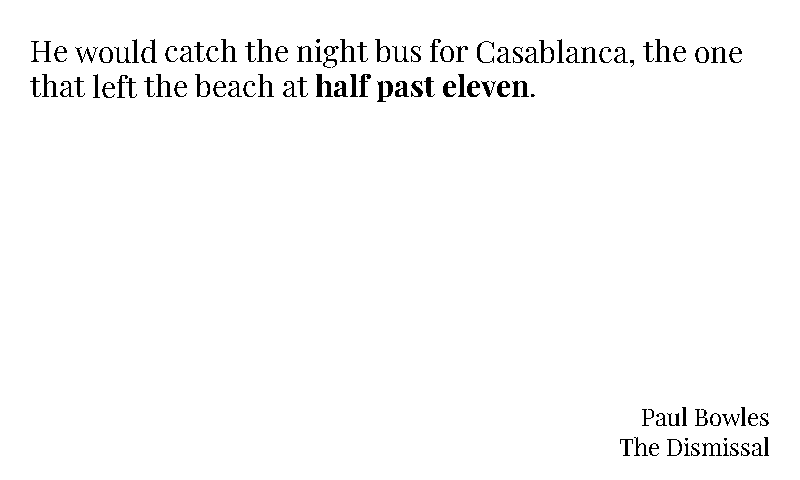 He would catch the night bus for Casablanca, the one
that left the beach at half past eleven.
Paul Bowles
The Dismissal